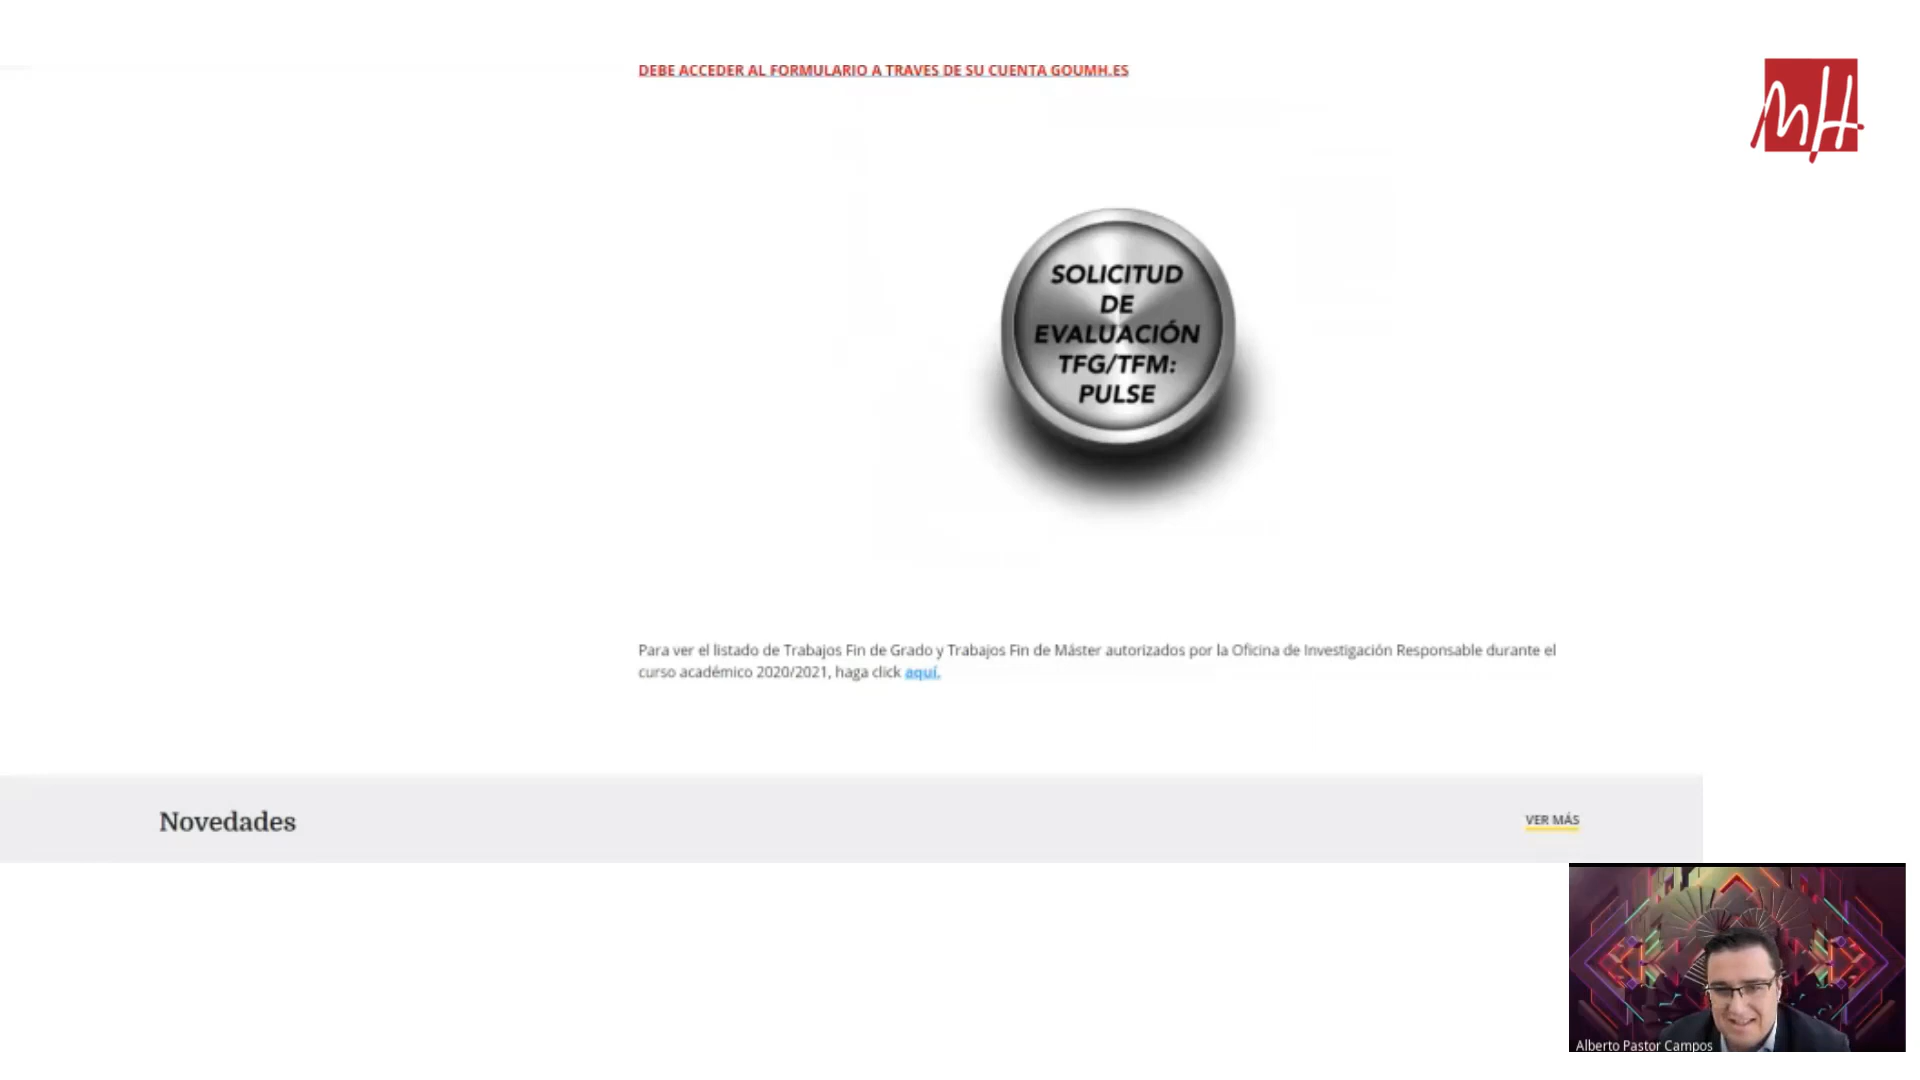 DEBE ACCEDER AL FORMULARIO A TRAVES DE SU CUENTA GOUMH.ES
MH
SOLICITUD
DE
EVALUACIÓN
TFG/TFM:
PULSE
Para ver el listado de Trabajos Fin de Grado y Trabajos Fin de Máster autorizados por la Oficina de Investigación Responsable durante el
curso académico 2020/2021, haga click aquí.
Novedades
VER MÁS
Alberto Pastor Campos